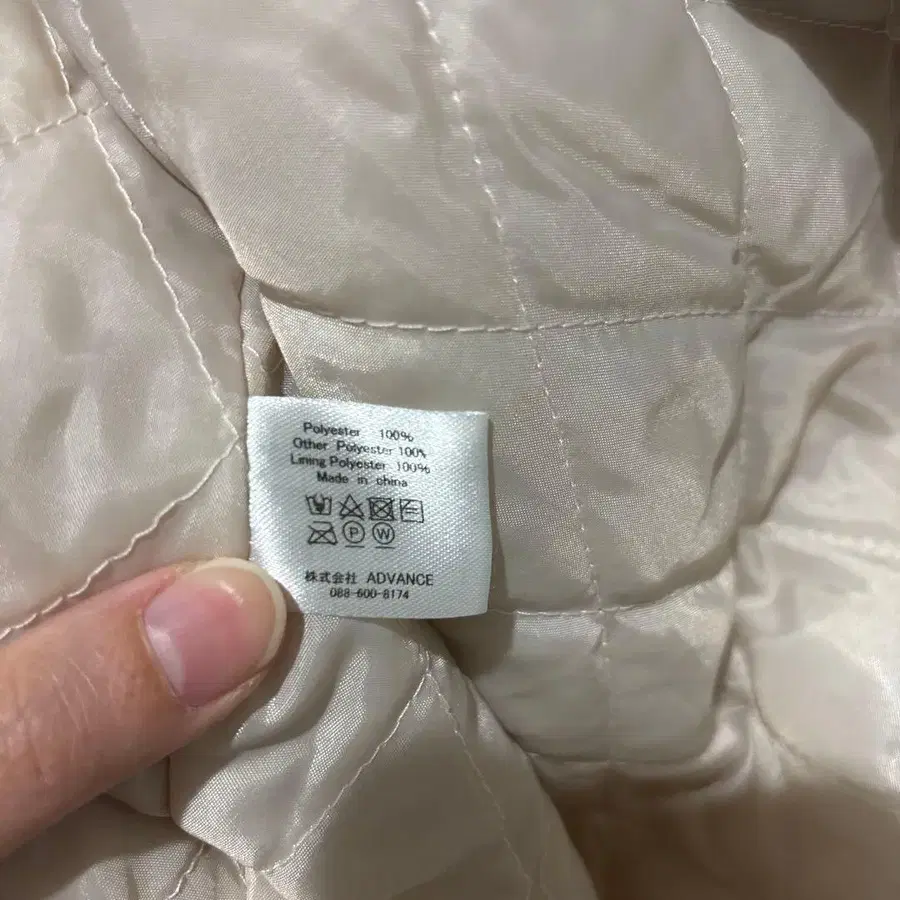 Polyester 100%
Other Polyester 100%
Lining Polyester 100%
Made in china
P W
株式会社 ADVANCE
088-600-8174